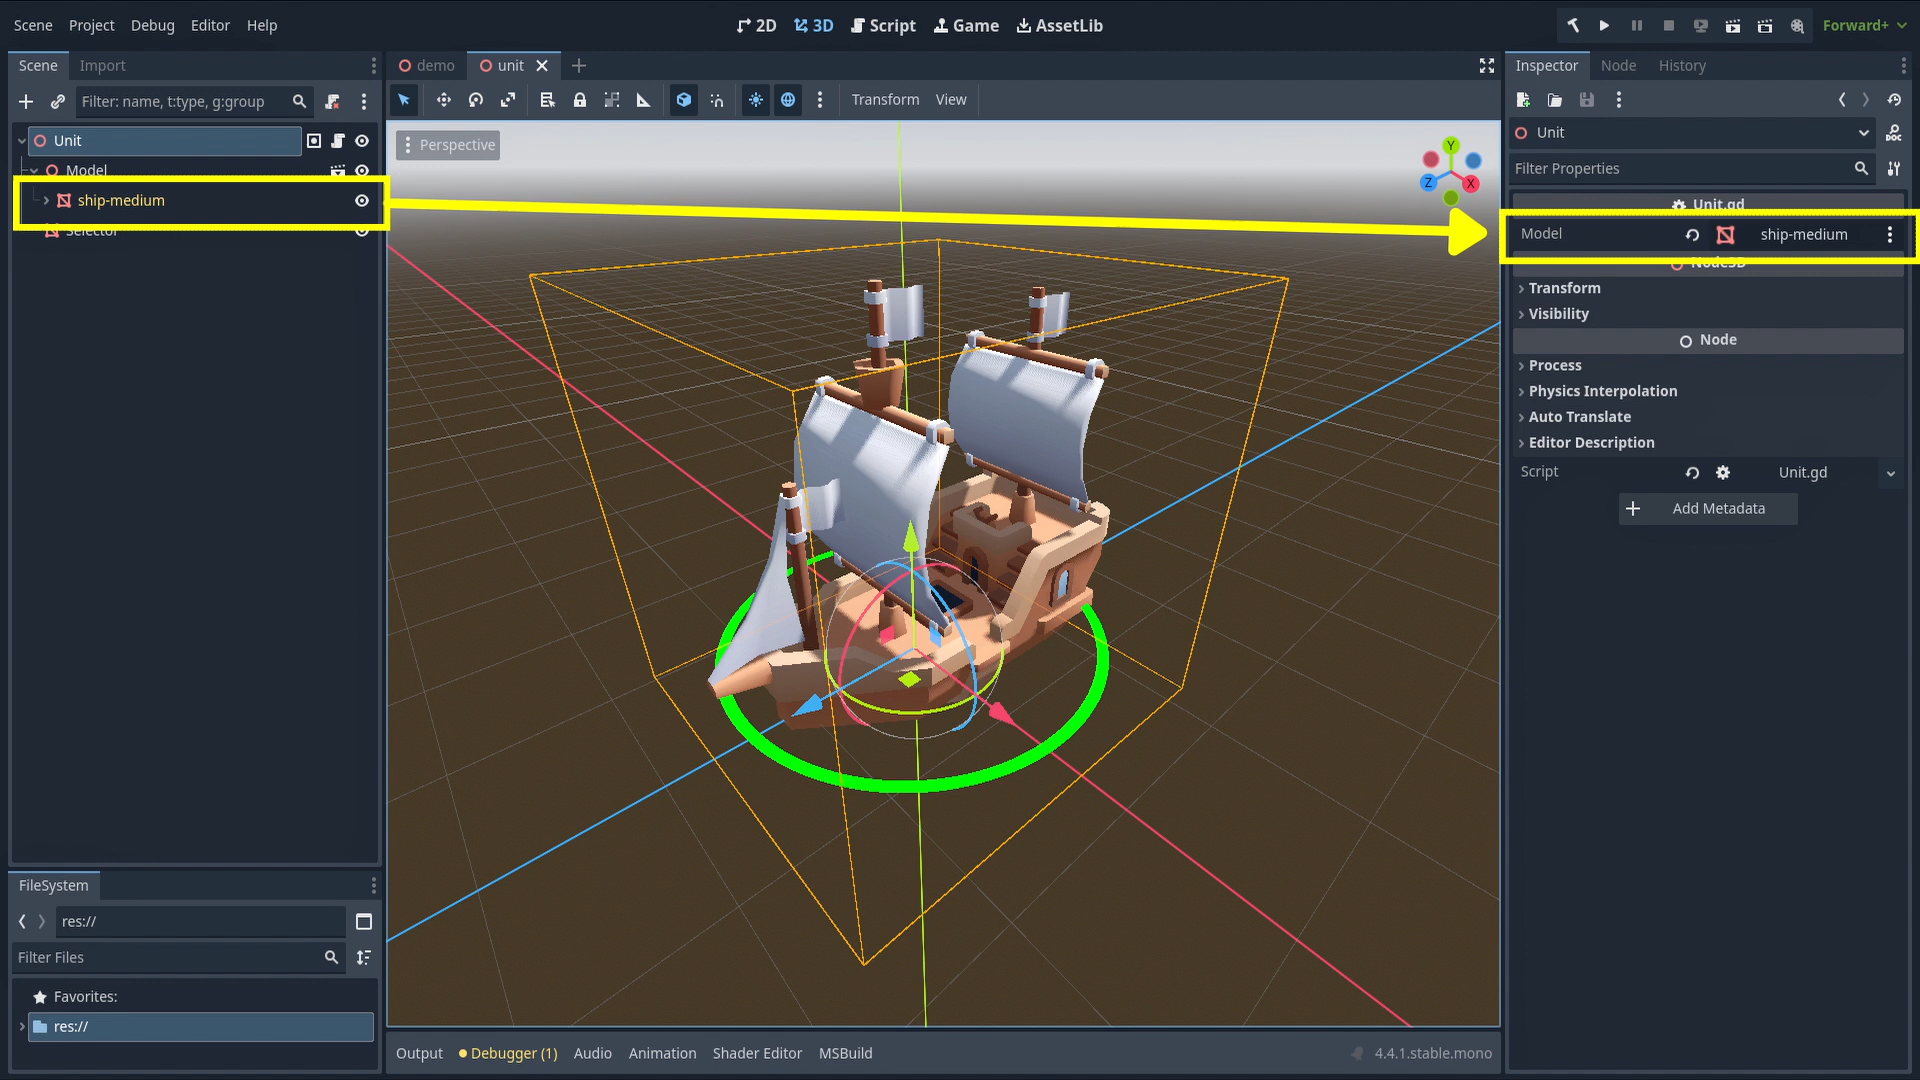 Scene Project Debug Editor Help
2D 3D Script Game AssetLib
Forward+
Scene Import
Filter: name, t:type, g:group
Unit
Model
ship-medium
Selector
FileSystem
res://
Filter Files
Favorites:
res://
demo unit
Transform View
Perspective
Y
Z
X
Output Debugger (1) Audio Animation Shader Editor MSBuild 4.4.1.stable.mono
Inspector Node History
Unit
DOC
Filter Properties
Unit.gd
Model ship-medium
Node3D
Transform
Visibility
Node
Process
Physics Interpolation
Auto Translate
Editor Description
Script Unit.gd
Add Metadata